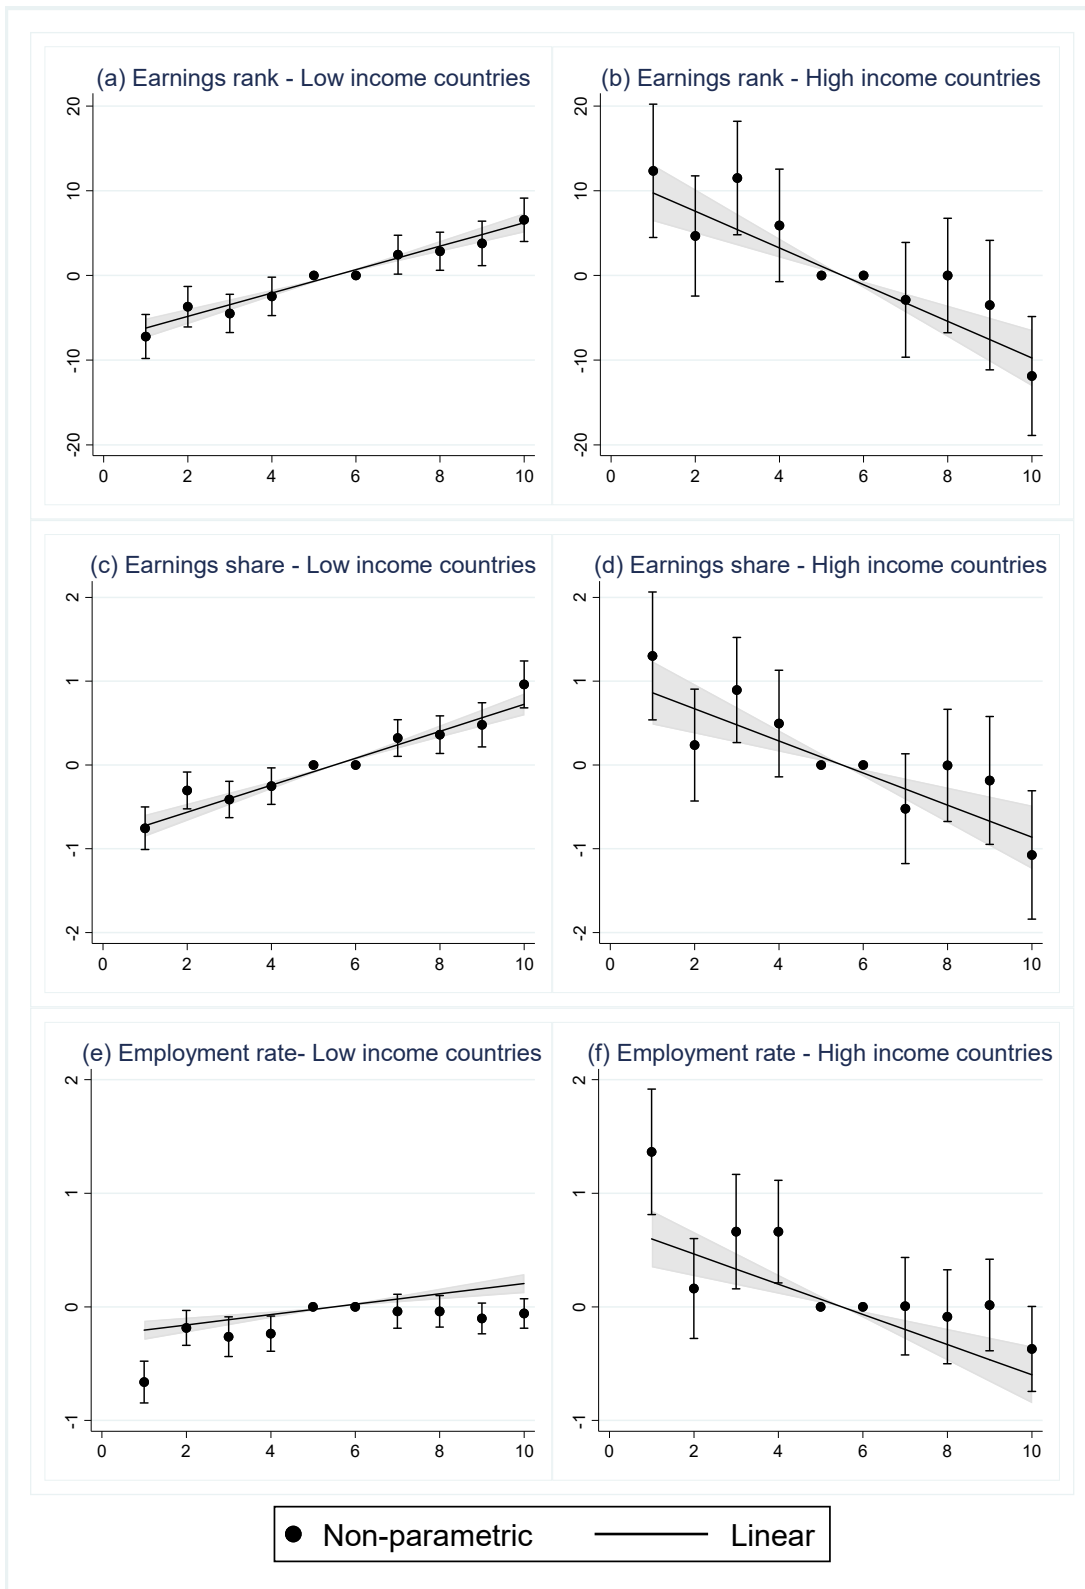 (a) Earnings rank - Low income countries
20
10
0
-10
-20
0 2 4 6 8 10
(b) Earnings rank - High income countries
20
10
0
-10
-20
0 2 4 6 8 10
(c) Earnings share - Low income countries
2
1
0
-1
-2
0 2 4 6 8 10
(d) Earnings share - High income countries
2
1
0
-1
-2
0 2 4 6 8 10
(e) Employment rate- Low income countries
2
1
0
-1
0 2 4 6 8 10
(f) Employment rate - High income countries
2
1
0
-1
0 2 4 6 8 10
Non-parametric Linear